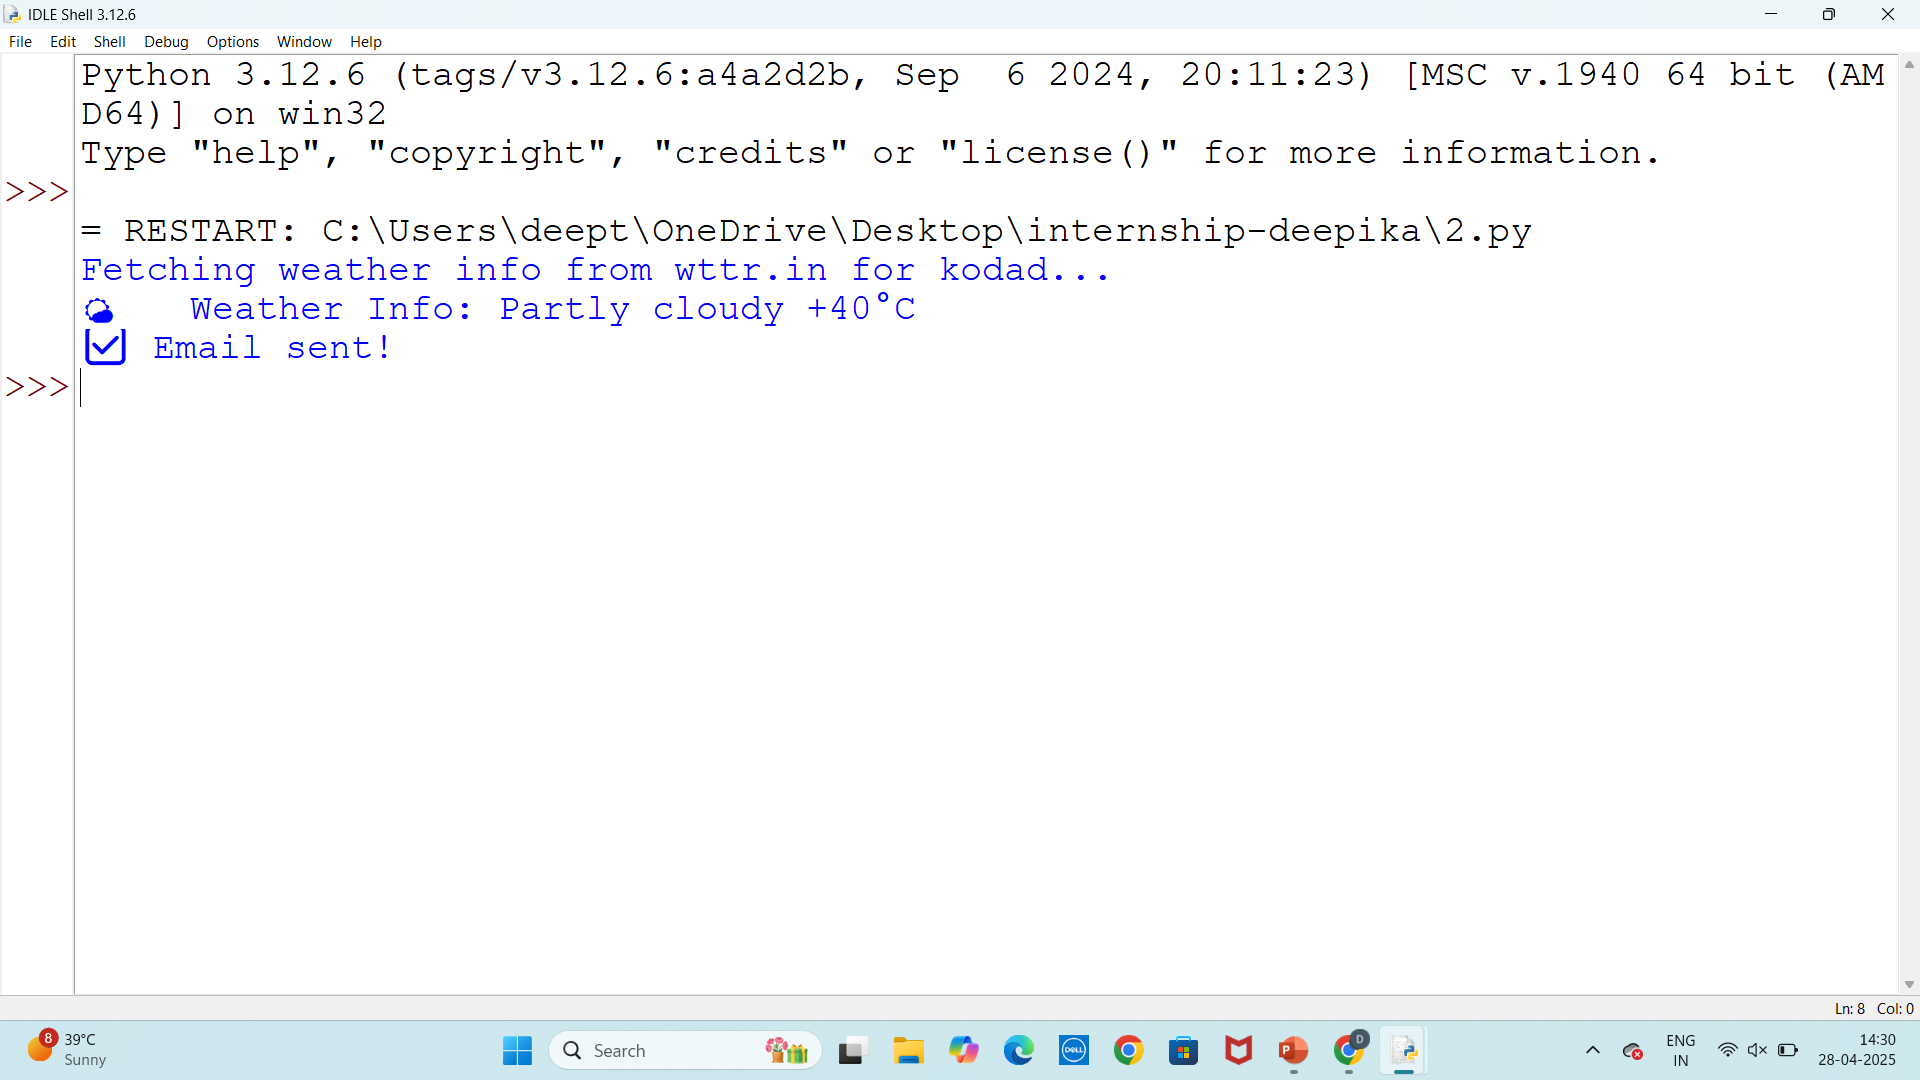 IDLE Shell 3.12.6
File Edit Shell Debug Options Window Help
Python 3.12.6 (tags/v3.12.6:a4a2d2b, Sep  6 2024, 20:11:23) [MSC v.1940 64 bit (AM
D64)] on win32
Type "help", "copyright", "credits" or "license()" for more information.
>>>
= RESTART: C:\Users\deept\OneDrive\Desktop\internship-deepika\2.py
Fetching weather info from wttr.in for kodad...
🌤 Weather Info: Partly cloudy +40°C
☑ Email sent!
>>>
Ln: 8 Col: 0
8
39°C
Sunny
Search
DELL
P
D
ENG
IN
14:30
28-04-2025